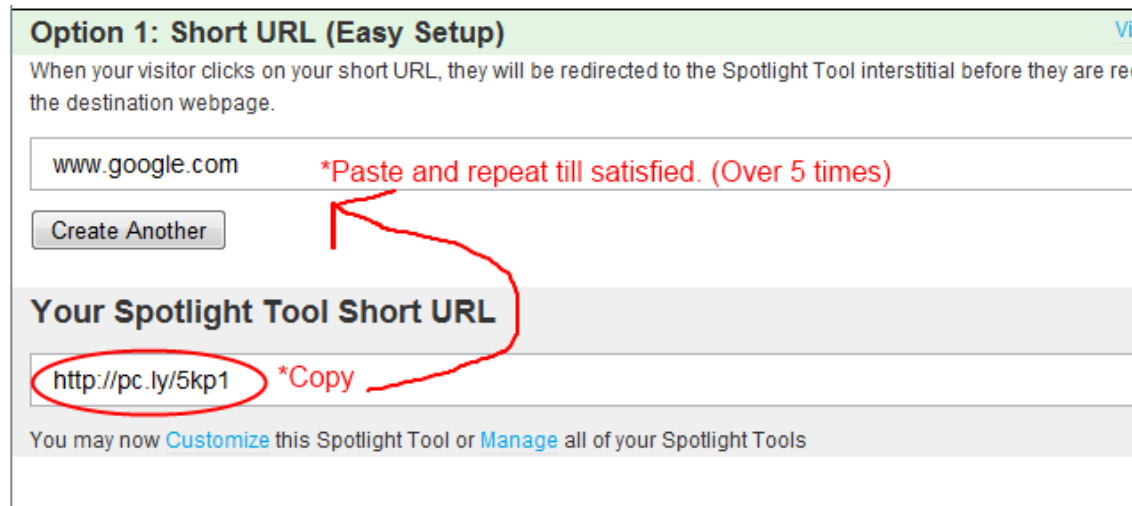 Option 1: Short URL (Easy Setup)
When your visitor clicks on your short URL, they will be redirected to the Spotlight Tool interstitial before they are
the destination webpage.
www.google.com
*Paste and repeat till satisfied. (Over 5 times)
Create Another
Your Spotlight Tool Short URL
http://pc.ly/5kp1
*Copy
You may now Customize this Spotlight Tool or Manage all of your Spotlight Tools